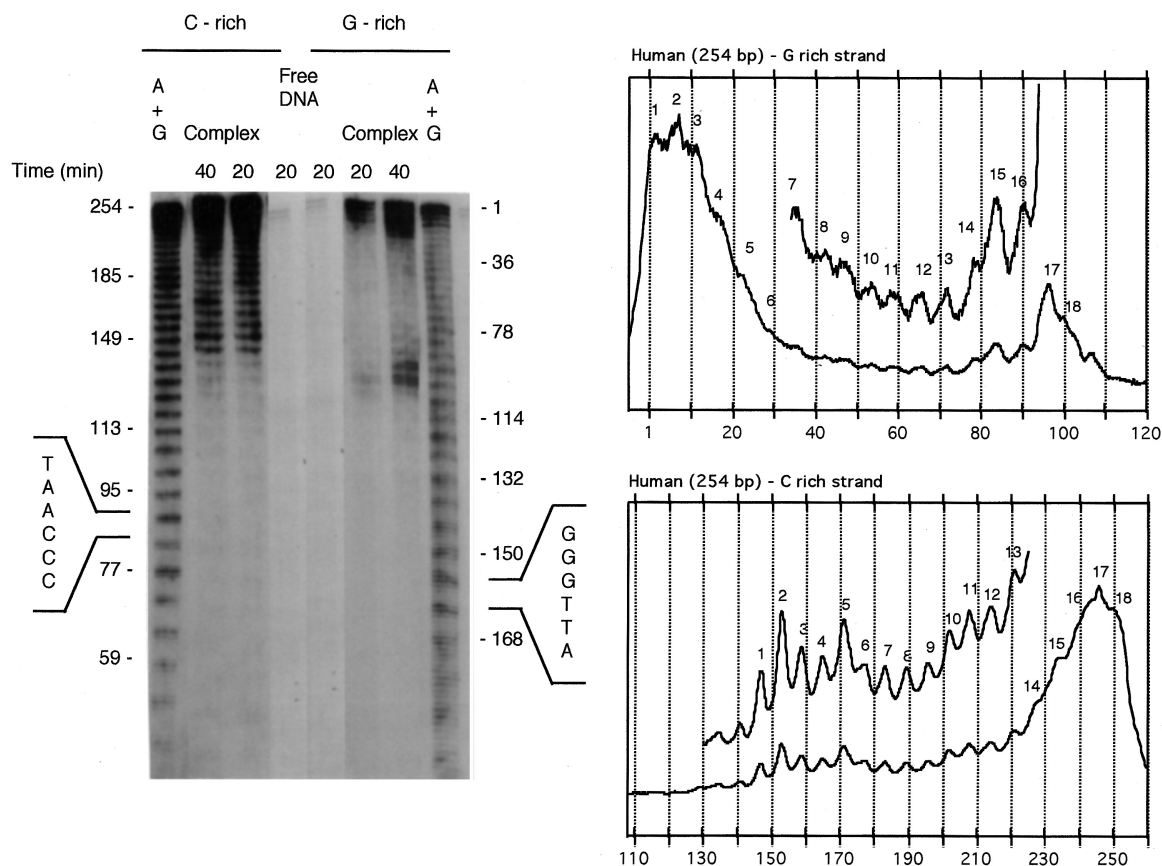 C - rich
G - rich
A
+
G
Free
DNA
A
+
G
Complex
Complex
Time (min)
40
20
20
20
20
40
254 -
185 -
149 -
113 -
95 -
77 -
59 -
T
A
A
C
C
C
- 1
- 36
- 78
- 114
- 132
- 150
- 168
G
G
G
T
T
A
Human (254 bp) - G rich strand
1
2
3
4
5
6
7
8
9
10
11
12
13
14
15
16
17
18
1
20
40
60
80
100
120
Human (254 bp) - C rich strand
1
2
3
4
5
6
7
8
9
10
11
12
13
14
15
16
17
18
110
130
150
170
190
210
230
250